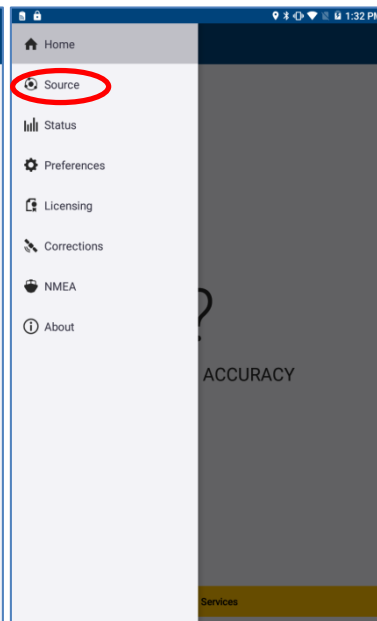 1:32 PM
Home
Source
Status
Preferences
Licensing
Corrections
NMEA
About
?
ACCURACY
Services